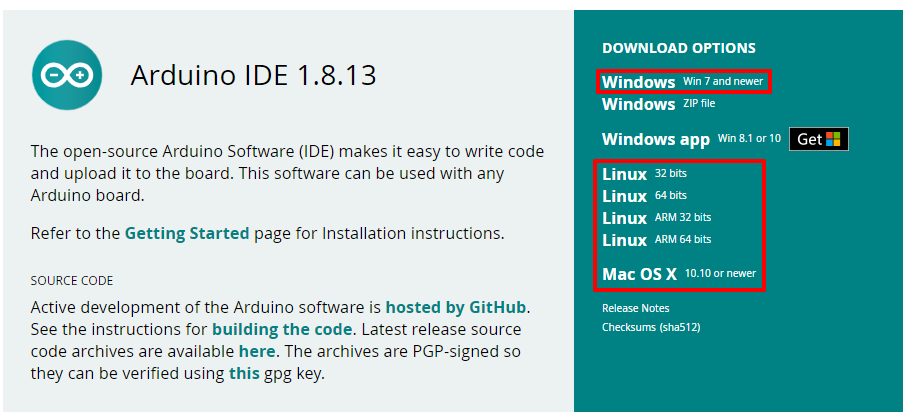 Arduino IDE 1.8.13
The open-source Arduino Software (IDE) makes it easy to write code
and upload it to the board. This software can be used with any
Arduino board.
Refer to the Getting Started page for Installation instructions.
SOURCE CODE
Active development of the Arduino software is hosted by GitHub.
See the instructions for building the code. Latest release source
code archives are available here. The archives are PGP-signed so
they can be verified using this gpg key.
DOWNLOAD OPTIONS
Windows Win 7 and newer
Windows ZIP file
Windows app Win 8.1 or 10 Get
Linux 32 bits
Linux 64 bits
Linux ARM 32 bits
Linux ARM 64 bits
Mac OS X 10.10 or newer
Release Notes
Checksums (sha512)